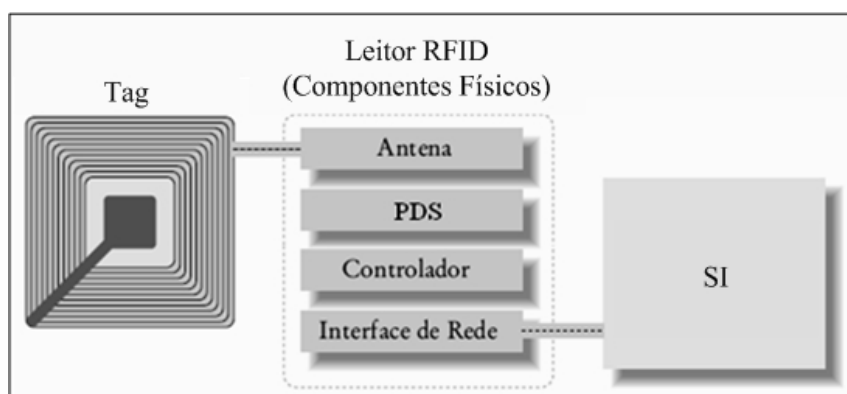 Leitor RFID
(Componentes Físicos)
Tag
Antena
PDS
Controlador
Interface de Rede
SI